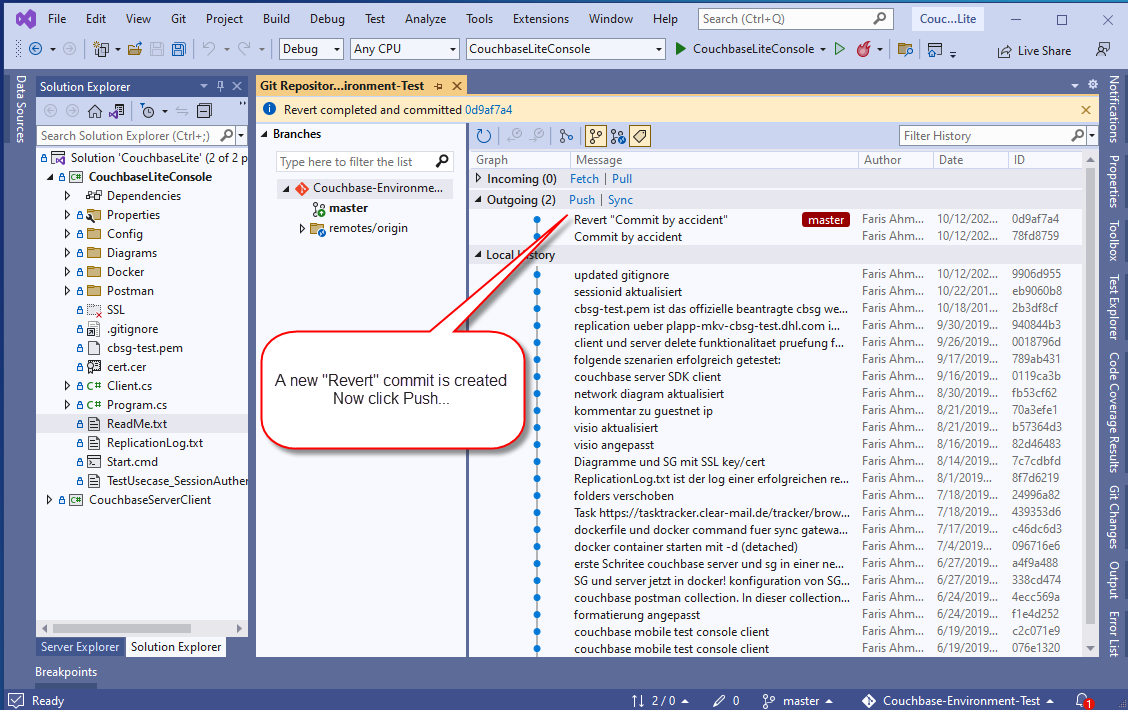 File Edit View Git Project Build Debug Test Analyze Tools Extensions Window Help Search (Ctrl+Q) Couc...Lite
Debug Any CPU CouchbaseLiteConsole CouchbaseLiteConsole Live Share
Data Sources
Solution Explorer
Search Solution Explorer (Ctrl+;)
Solution 'CouchbaseLite' (2 of 2 p
CouchbaseLiteConsole
Dependencies
Properties
Config
Diagrams
Docker
Postman
SSL
.gitignore
cbsg-test.pem
cert.cer
Client.cs
Program.cs
ReadMe.txt
ReplicationLog.txt
Start.cmd
TestUsecase_SessionAuthen
CouchbaseServerClient
Server Explorer Solution Explorer
Git Repositor...ironment-Test
Revert completed and committed 0d9af7a4
Branches
Type here to filter the list
Couchbase-Environme...
master
remotes/origin
A new "Revert" commit is created
Now click Push...
Filter History
Graph Message Author Date ID
Incoming (0) Fetch | Pull
Outgoing (2) Push | Sync
Revert "Commit by accident" master Faris Ahm... 10/12/202... 0d9af7a4
Commit by accident Faris Ahm... 10/12/202... 78fd8759
Local History
updated gitignore Faris Ahm... 10/12/202... 9906d955
sessionid aktualisiert Faris Ahm... 10/22/201... eb9060b8
cbsg-test.pem ist das offizielle beantragte cbsg we... Faris Ahm... 10/18/201... 2b3df8cf
replication ueber plapp-mkv-cbsg-test.dhl.com i... Faris Ahm... 9/30/2019... 940844b3
client und server delete funktionalitaet pruefung f... Faris Ahm... 9/26/2019... 0018796d
folgende szenarien erfolgreich getestet: Faris Ahm... 9/17/2019... 789ab431
couchbase server SDK client Faris Ahm... 9/16/2019... 0119ca3b
network diagram aktualisiert Faris Ahm... 8/30/2019... fb53cf62
kommentar zu guestnet ip Faris Ahm... 8/21/2019... 70a3efe1
visio aktualisiert Faris Ahm... 8/21/2019... b57364d3
visio angepasst Faris Ahm... 8/16/2019... 82d46483
Diagramme und SG mit SSL key/cert Faris Ahm... 8/14/2019... 7c7cdbfd
ReplicationLog.txt ist der log einer erfolgreichen re... Faris Ahm... 8/1/2019... 8f7d6219
folders verschoben Faris Ahm... 7/18/2019... 24996a82
Task https://tasktracker.clear-mail.de/tracker/brow... Faris Ahm... 7/18/2019... 439353d6
dockerfile und docker command fuer sync gatewa... Faris Ahm... 7/17/2019... c46dc6d3
docker container starten mit -d (detached) Faris Ahm... 7/4/2019... 096716e6
erste Schritee couchbase server und sg in einer ne... Faris Ahm... 6/27/2019... a4f9a488
SG und server jetzt in docker! konfiguration von SG... Faris Ahm... 6/27/2019... 338cd474
couchbase postman collection. In dieser collection... Faris Ahm... 6/24/2019... 4ecc569a
formatierung angepasst Faris Ahm... 6/24/2019... f1e4d252
couchbase mobile test console client Faris Ahm... 6/19/2019... c2c071e9
couchbase mobile test console client Faris Ahm... 6/19/2019... 076e1320
Notifications
Properties
Toolbox
Test Explorer
Code Coverage Results
Git Changes
Output
Error List
Breakpoints
Ready 2 / 0 0 master Couchbase-Environment-Test 1